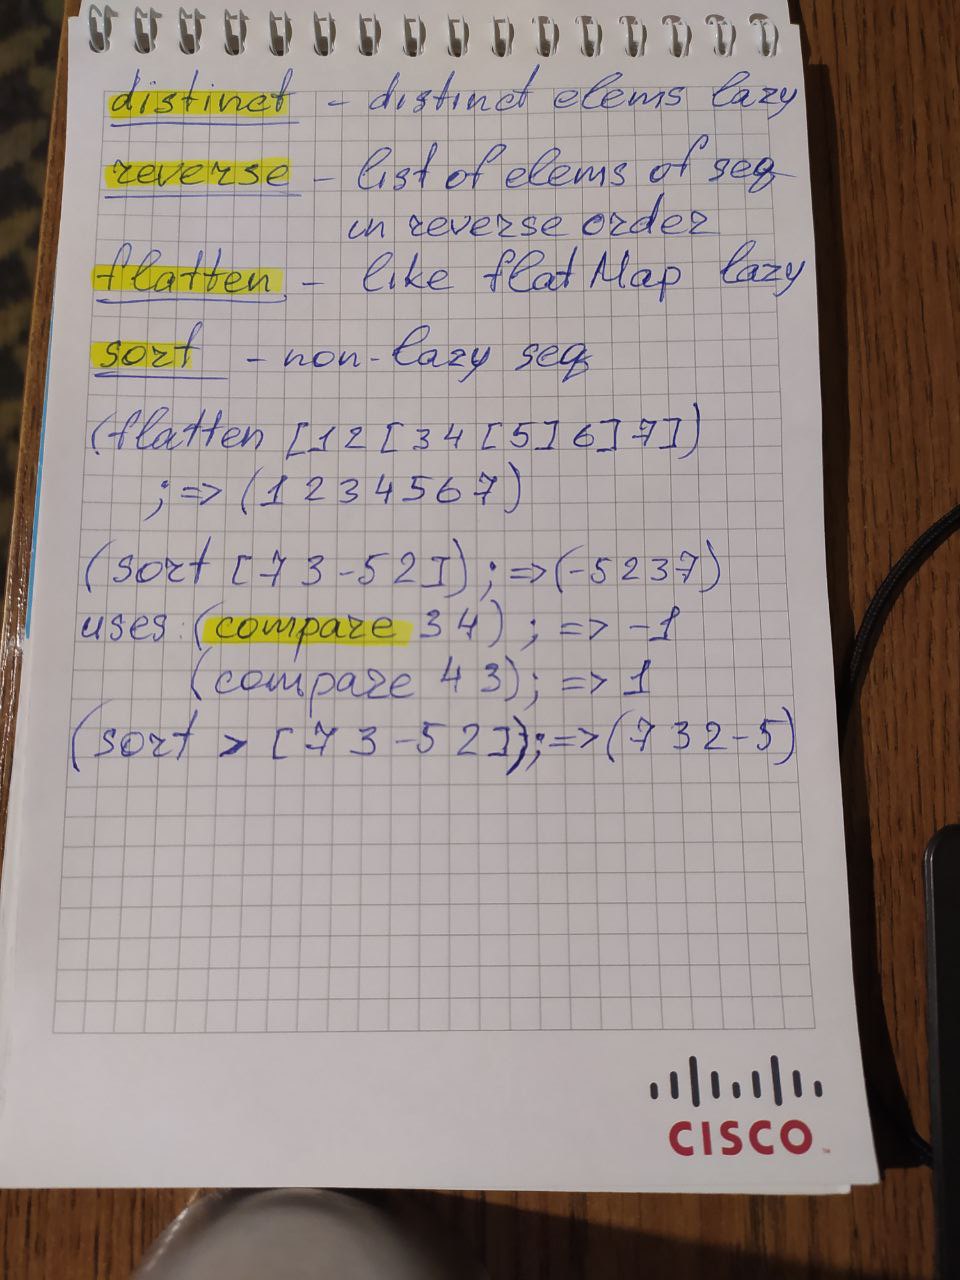 distinct - distinct elems lazy
reverse - list of elems of seq
in reverse order
flatten - like flatMap lazy
sort - non-lazy seq
(flatten [1 2 [3 4 [5] 6] 7])
;=> (1 2 3 4 5 6 7)
(sort [7 3 -5 2]) ;=> (-5 2 3 7)
uses: (compare 3 4) ; => -1
(compare 4 3) ; => 1
(sort > [7 3 -5 2]) ;=> (7 3 2 -5)
CISCO